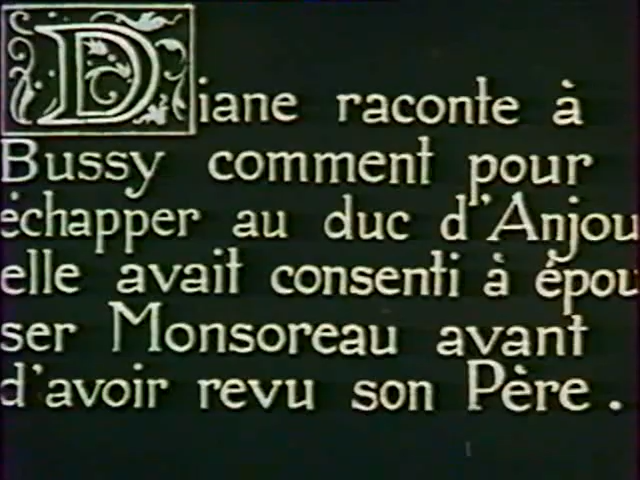 Diane raconte à
Bussy comment pour
échapper au duc d'Anjou
elle avait consenti à épou
ser Monsoreau avant
d'avoir revu son Père.